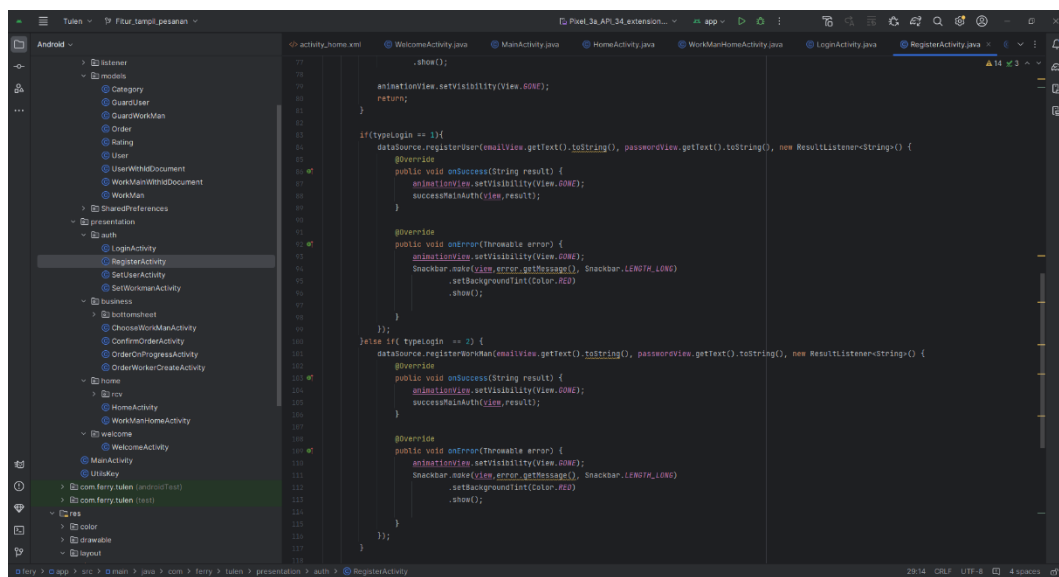 Tulen
Fitur_tampil_pesanan
Pixel_3a_API_34_extension...
app
Android
activity_home.xml
WelcomeActivity.java
MainActivity.java
HomeActivity.java
WorkManHomeActivity.java
LoginActivity.java
RegisterActivity.java
listener
models
Category
GuardUser
GuardWorkMan
Order
Rating
User
UserWithIdDocument
WorkMainWithIdDocument
WorkMan
SharedPreferences
presentation
auth
LoginActivity
RegisterActivity
SetUserActivity
SetWorkmanActivity
business
bottomsheet
ChooseWorkManActivity
ConfirmOrderActivity
OrderOnProgressActivity
OrderWorkerCreateActivity
home
rcv
HomeActivity
WorkManHomeActivity
welcome
WelcomeActivity
MainActivity
UtilsKey
com.ferry.tulen (androidTest)
com.ferry.tulen (test)
res
color
drawable
layout
14 3
77 .show();
78
79 animationView.setVisibility(View.GONE);
80 return;
81 }
82
83 if(typeLogin == 1){
84 dataSource.registerUser(emailView.getText().toString(), passwordView.getText().toString(), new ResultListener<String>() {
85 @Override
86 public void onSuccess(String result) {
87 animationView.setVisibility(View.GONE);
88 successMainAuth(view,result);
89 }
90
91 @Override
92 public void onError(Throwable error) {
93 animationView.setVisibility(View.GONE);
94 Snackbar.make(view,error.getMessage(), Snackbar.LENGTH_LONG)
95 .setBackgroundTint(Color.RED)
96 .show();
97
98 }
99 });
100 }else if( typeLogin == 2) {
101 dataSource.registerWorkMan(emailView.getText().toString(), passwordView.getText().toString(), new ResultListener<String>() {
102 @Override
103 public void onSuccess(String result) {
104 animationView.setVisibility(View.GONE);
105 successMainAuth(view,result);
106 }
107
108 @Override
109 public void onError(Throwable error) {
110 animationView.setVisibility(View.GONE);
111 Snackbar.make(view,error.getMessage(), Snackbar.LENGTH_LONG)
112 .setBackgroundTint(Color.RED)
113 .show();
114
115 }
116 });
117 }
118
fery > app > src > main > java > com > ferry > tulen > presentation > auth > RegisterActivity
29:14 CRLF UTF-8 4 spaces